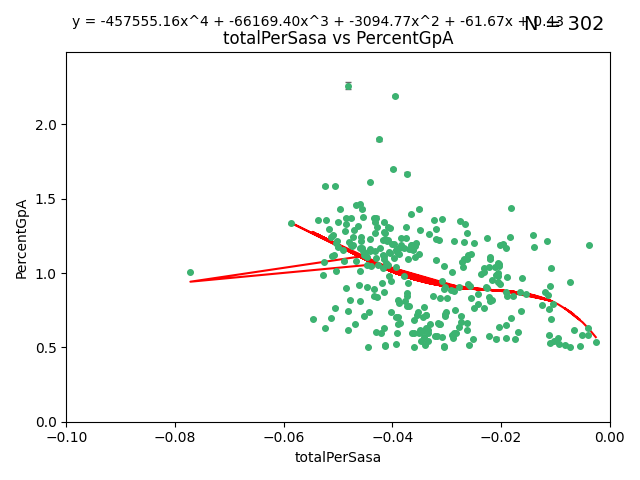 y = -457555.16x^4 + -66169.40x^3 + -3094.77x^2 + -61.67x + 0.43
N = 302
totalPerSasa vs PercentGpA
PercentGpA
2.0
1.5
1.0
0.5
0.0
−0.10 −0.08 −0.06 −0.04 −0.02 0.00
totalPerSasa